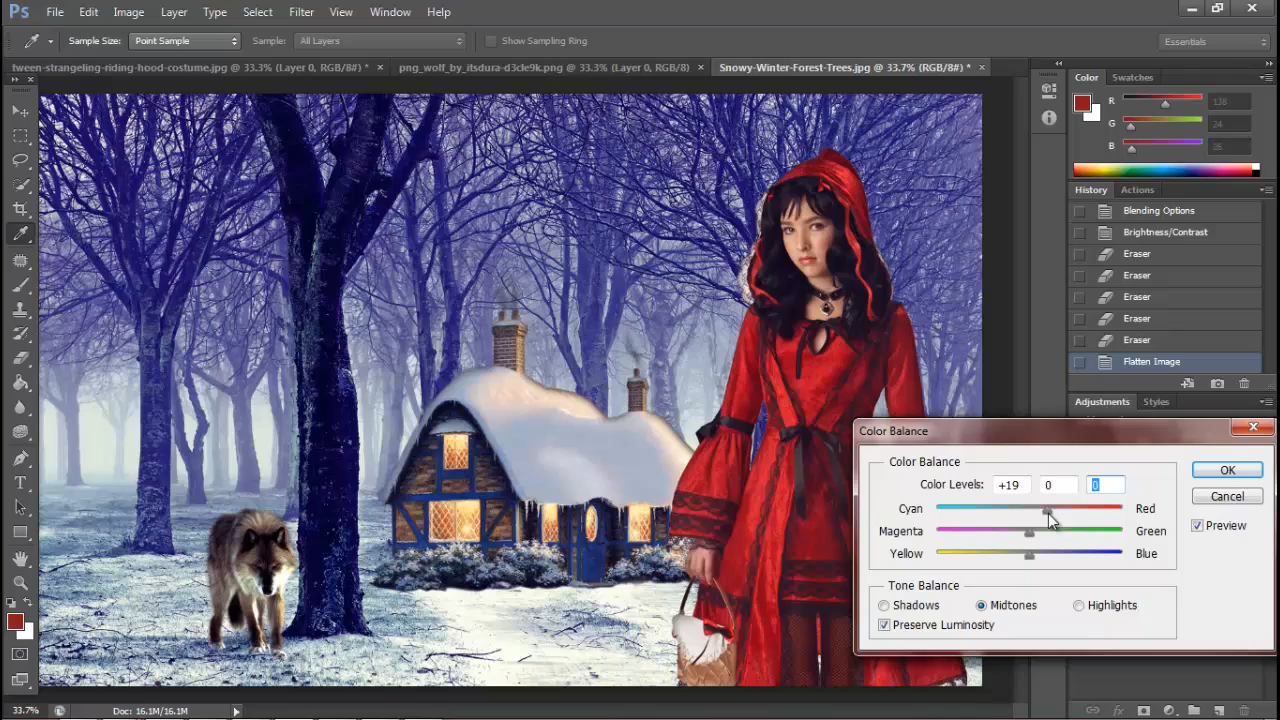 Ps File Edit Image Layer Type Select Filter View Window Help
Sample Size: Point Sample Sample: All Layers Show Sampling Ring Essentials
tween-strangeling-riding-hood-costume.jpg @ 33.3% (Layer 0, RGB/8#) * × png_wolf_by_itsdura-d3cle9k.png @ 33.3% (Layer 0, RGB/8) × Snowy-Winter-Forest-Trees.jpg @ 33.7% (RGB/8#) * ×
Color Swatches
R 138
G 24
B 26
History Actions
Blending Options
Brightness/Contrast
Eraser
Eraser
Eraser
Eraser
Eraser
Flatten Image
Adjustments Styles
Color Balance
Color Balance
Color Levels: +19 0 0
Cyan Red
Magenta Green
Yellow Blue
Tone Balance
Shadows Midtones Highlights
Preserve Luminosity
OK
Cancel
Preview
T
33.7% Doc: 16.1M/16.1M
fx